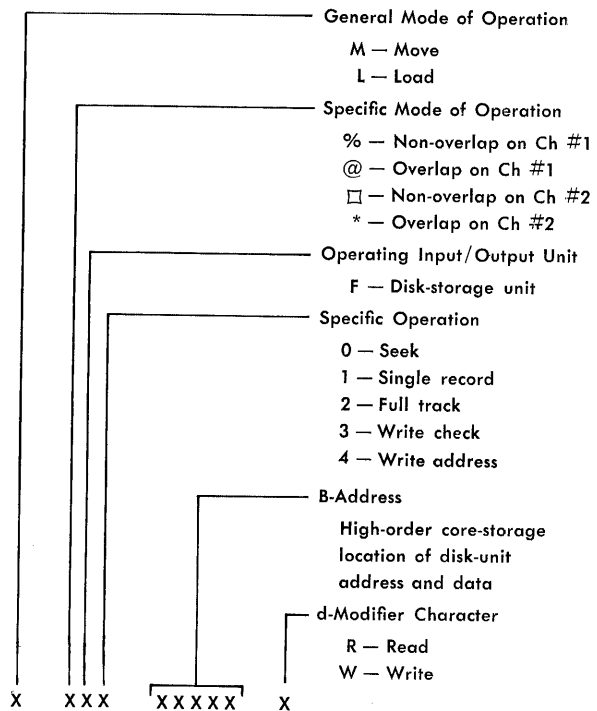 General Mode of Operation
M — Move
L — Load
Specific Mode of Operation
% — Non-overlap on Ch #1
@ — Overlap on Ch #1
⌑ — Non-overlap on Ch #2
* — Overlap on Ch #2
Operating Input/Output Unit
F — Disk-storage unit
Specific Operation
0 — Seek
1 — Single record
2 — Full track
3 — Write check
4 — Write address
B-Address
High-order core-storage
location of disk-unit
address and data
d-Modifier Character
R — Read
W — Write
X XXX XXXXX X